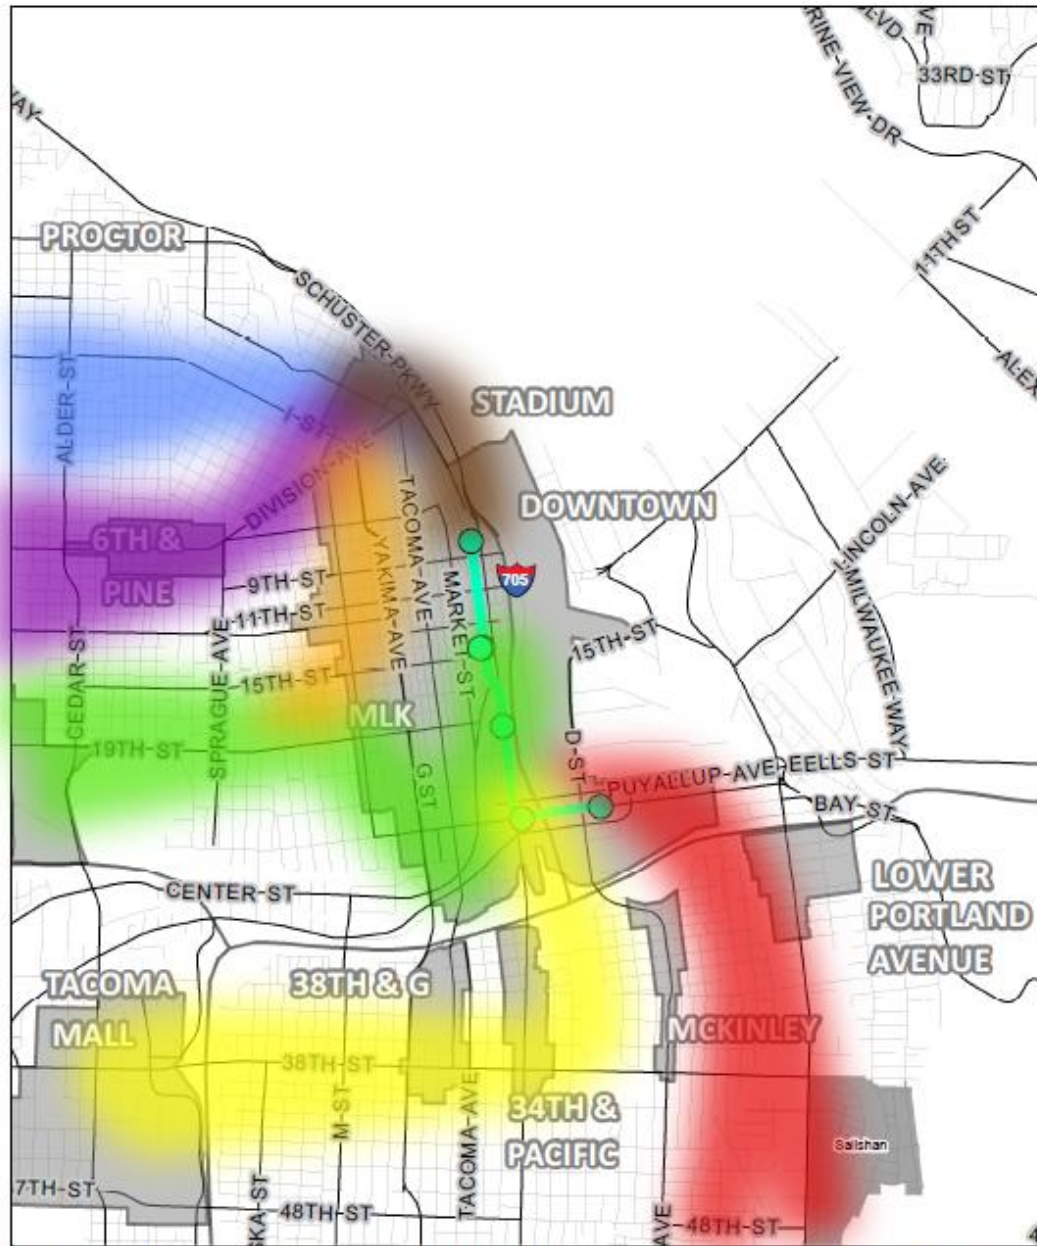 33RD-ST
RINE-VIEW-DR
11TH ST
PROCTOR
SCHUSTER-PKWY
ALDER-ST
I-ST
STADIUM
DIVISION-AVE
DOWNTOWN
LINCOLN-AVE
6TH &
PINE
TACOMA-AVE
YAKIMA-AVE
MARKET-ST
705
9TH-ST
11TH-ST
MILWAUKEE-WAY
15TH-ST
CEDAR-ST
SPRAGUE-AVE
15TH-ST
MLK
19TH-ST
D-ST
G ST
PUYALLUP-AVE
EELLS-ST
BAY-ST
CENTER-ST
LOWER
PORTLAND
AVENUE
TACOMA
MALL
38TH & G
MCKINLEY
38TH-ST
M-ST
TACOMA-AVE
34TH &
PACIFIC
Salishan
7TH-ST
KA-ST
48TH-ST
AVE
48TH-ST